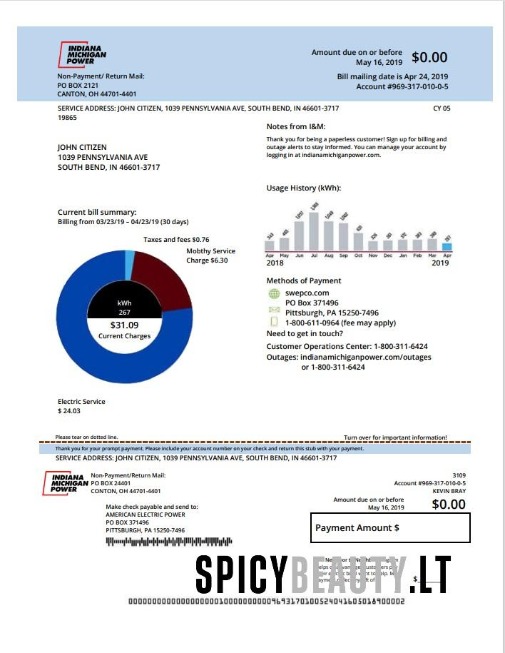 INDIANA
MICHIGAN
POWER
Amount due on or before
May 16, 2019
$0.00
Non-Payment/ Return Mail:
PO BOX 2121
CANTON, OH 44701-4401
Bill mailing date is Apr 24, 2019
Account #969-317-010-0-5
SERVICE ADDRESS: JOHN CITIZEN, 1039 PENNSYLVANIA AVE, SOUTH BEND, IN 46601-3717
CY 05
19865
Notes from I&M:
Thank you for being a paperless customer! Sign up for billing and
outage alerts to stay informed. You can manage your account by
logging in at indianamichiganpower.com.
JOHN CITIZEN
1039 PENNSYLVANIA AVE
SOUTH BEND, IN 46601-3717
Usage History (kWh):
Apr May Jun Jul Aug Sep Oct Nov Dec Jan Feb Mar Apr
2018
2019
Current bill summary:
Billing from 03/23/19 – 04/23/19 (30 days)
Taxes and fees $0.76
Mobthy Service
Charge $6.30
kWh
267
$31.09
Current Charges
Electric Service
$ 24.03
Methods of Payment
swepco.com
PO Box 371496
Pittsburgh, PA 15250-7496
1-800-611-0964 (fee may apply)
Need to get in touch?
Customer Operations Center: 1-800-311-6424
Outages: indianamichiganpower.com/outages
or 1-800-311-6424
Please tear on dotted line.
Turn over for important information!
Thank you for your prompt payment. Please include your account number on your check and return this stub with your payment.
SERVICE ADDRESS: JOHN CITIZEN, 1039 PENNSYLVANIA AVE, SOUTH BEND, IN 46601-3717
INDIANA
MICHIGAN
POWER
Non-Payment/Return Mail:
PO BOX 24401
CONTON, OH 44701-4401
3109
Account #969-317-010-0-5
KEVIN BRAY
Amount due on or before
May 16, 2019
$0.00
Make check payable and send to:
AMERICAN ELECTRIC POWER
PO BOX 371496
PITTSBURGH, PA 15250-7496
Payment Amount $
$
SPICYBEAUTY.LT